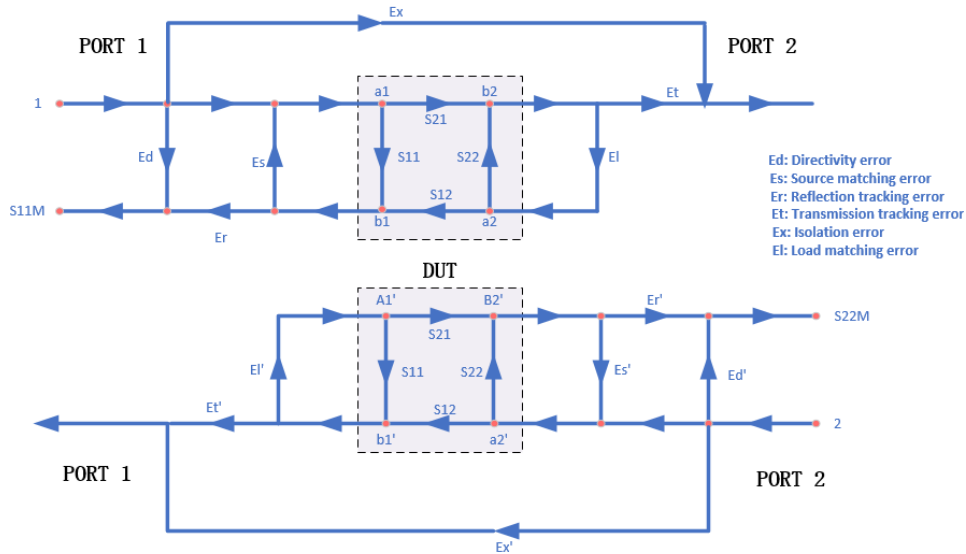 Ex
PORT 1
PORT 2
1
a1
b2
Et
S21
Ed
Es
S11
S22
El
S12
S11M
Er
b1
a2
Ed: Directivity error
Es: Source matching error
Er: Reflection tracking error
Et: Transmission tracking error
Ex: Isolation error
El: Load matching error
DUT
A1'
B2'
Er'
S22M
S21
El'
S11
S22
Es'
Ed'
Et'
S12
2
b1'
a2'
PORT 1
PORT 2
Ex'